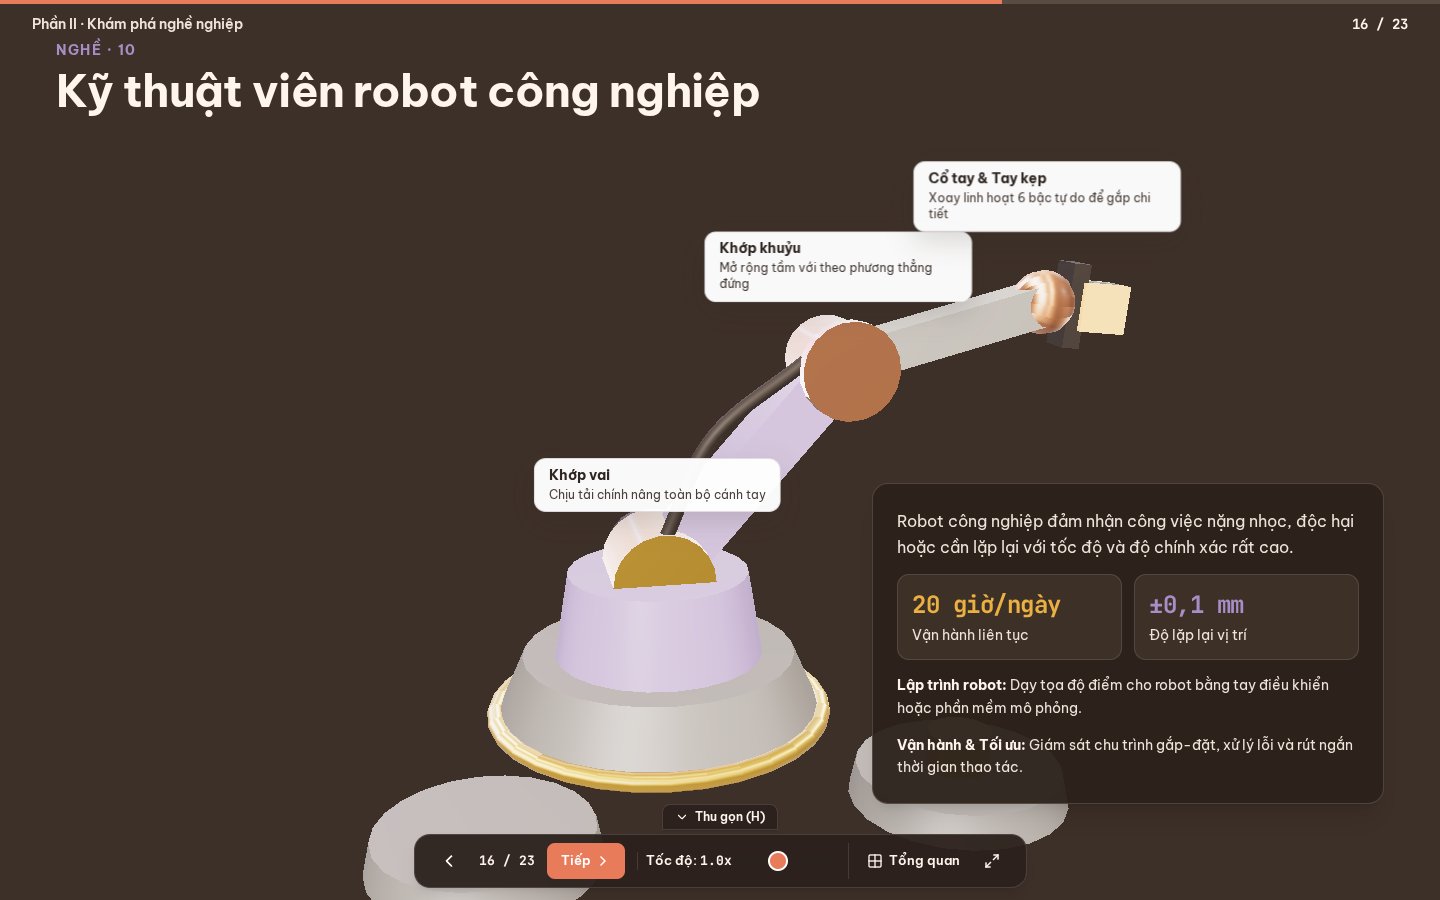 Phần II · Khám phá nghề nghiệp
16 / 23
NGHỀ · 10
Kỹ thuật viên robot công nghiệp
Cổ tay & Tay kẹp
Xoay linh hoạt 6 bậc tự do để gắp chi
tiết
Khớp khuỷu
Mở rộng tầm với theo phương thẳng
đứng
Khớp vai
Chịu tải chính nâng toàn bộ cánh tay
Robot công nghiệp đảm nhận công việc nặng nhọc, độc hại
hoặc cần lặp lại với tốc độ và độ chính xác rất cao.
20 giờ/ngày
Vận hành liên tục
±0,1 mm
Độ lặp lại vị trí
Lập trình robot: Dạy tọa độ điểm cho robot bằng tay điều khiển
hoặc phần mềm mô phỏng.
Vận hành & Tối ưu: Giám sát chu trình gắp-đặt, xử lý lỗi và rút ngắn
thời gian thao tác.
Thu gọn (H)
16 / 23
Tiếp
Tốc độ: 1.0x
Tổng quan